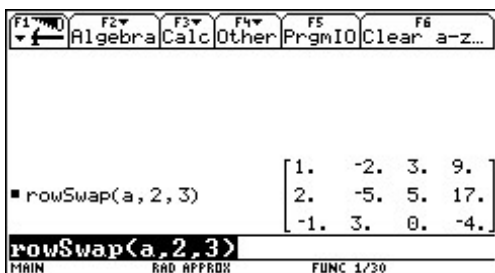 F1 F2 F3 F4 F5 F6
Algebra Calc Other PrgmIO Clear a-z…
1. -2. 3. 9.
rowSwap(a, 2, 3) 2. -5. 5. 17.
-1. 3. 0. -4.
rowSwap(a,2,3)
MAIN RAD APPROX FUNC 1/30